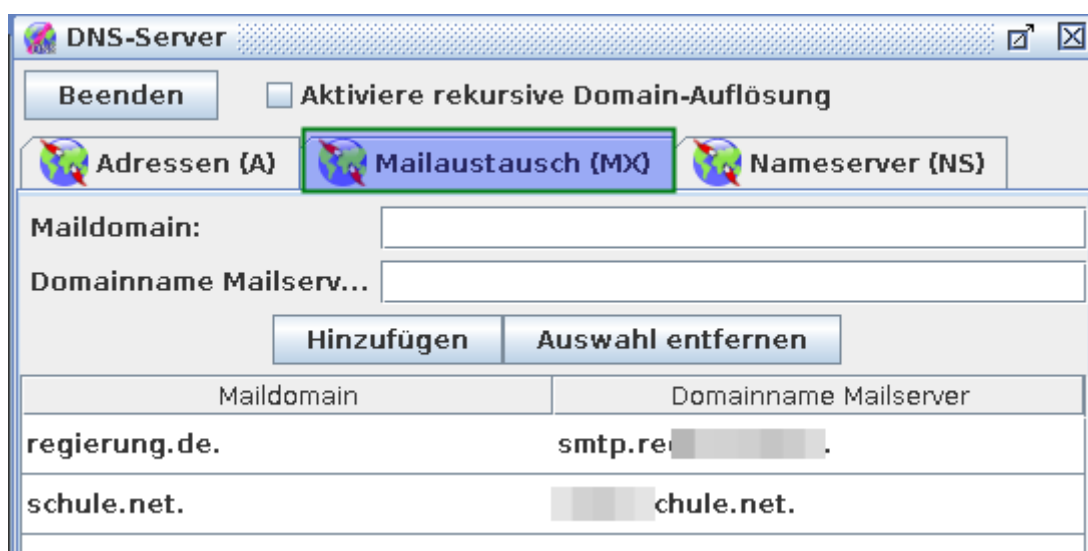 DNS-Server
Beenden Aktiviere rekursive Domain-Auflösung
Adressen (A) Mailaustausch (MX) Nameserver (NS)
Maildomain:
Domainname Mailserv...
Hinzufügen Auswahl entfernen
Maildomain Domainname Mailserver
regierung.de.
schule.net.